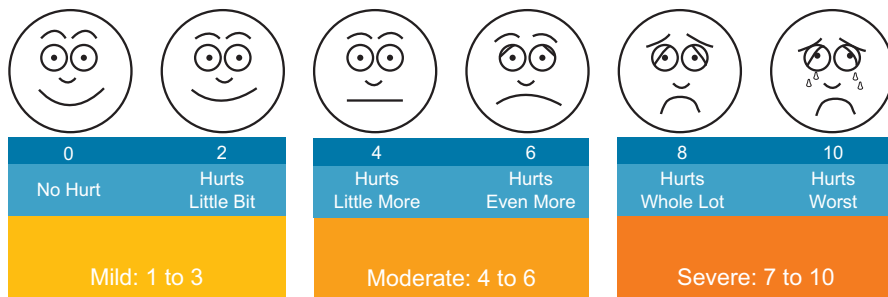 0
No Hurt
2
Hurts
Little Bit
4
Hurts
Little More
6
Hurts
Even More
8
Hurts
Whole Lot
10
Hurts
Worst
Mild: 1 to 3
Moderate: 4 to 6
Severe: 7 to 10